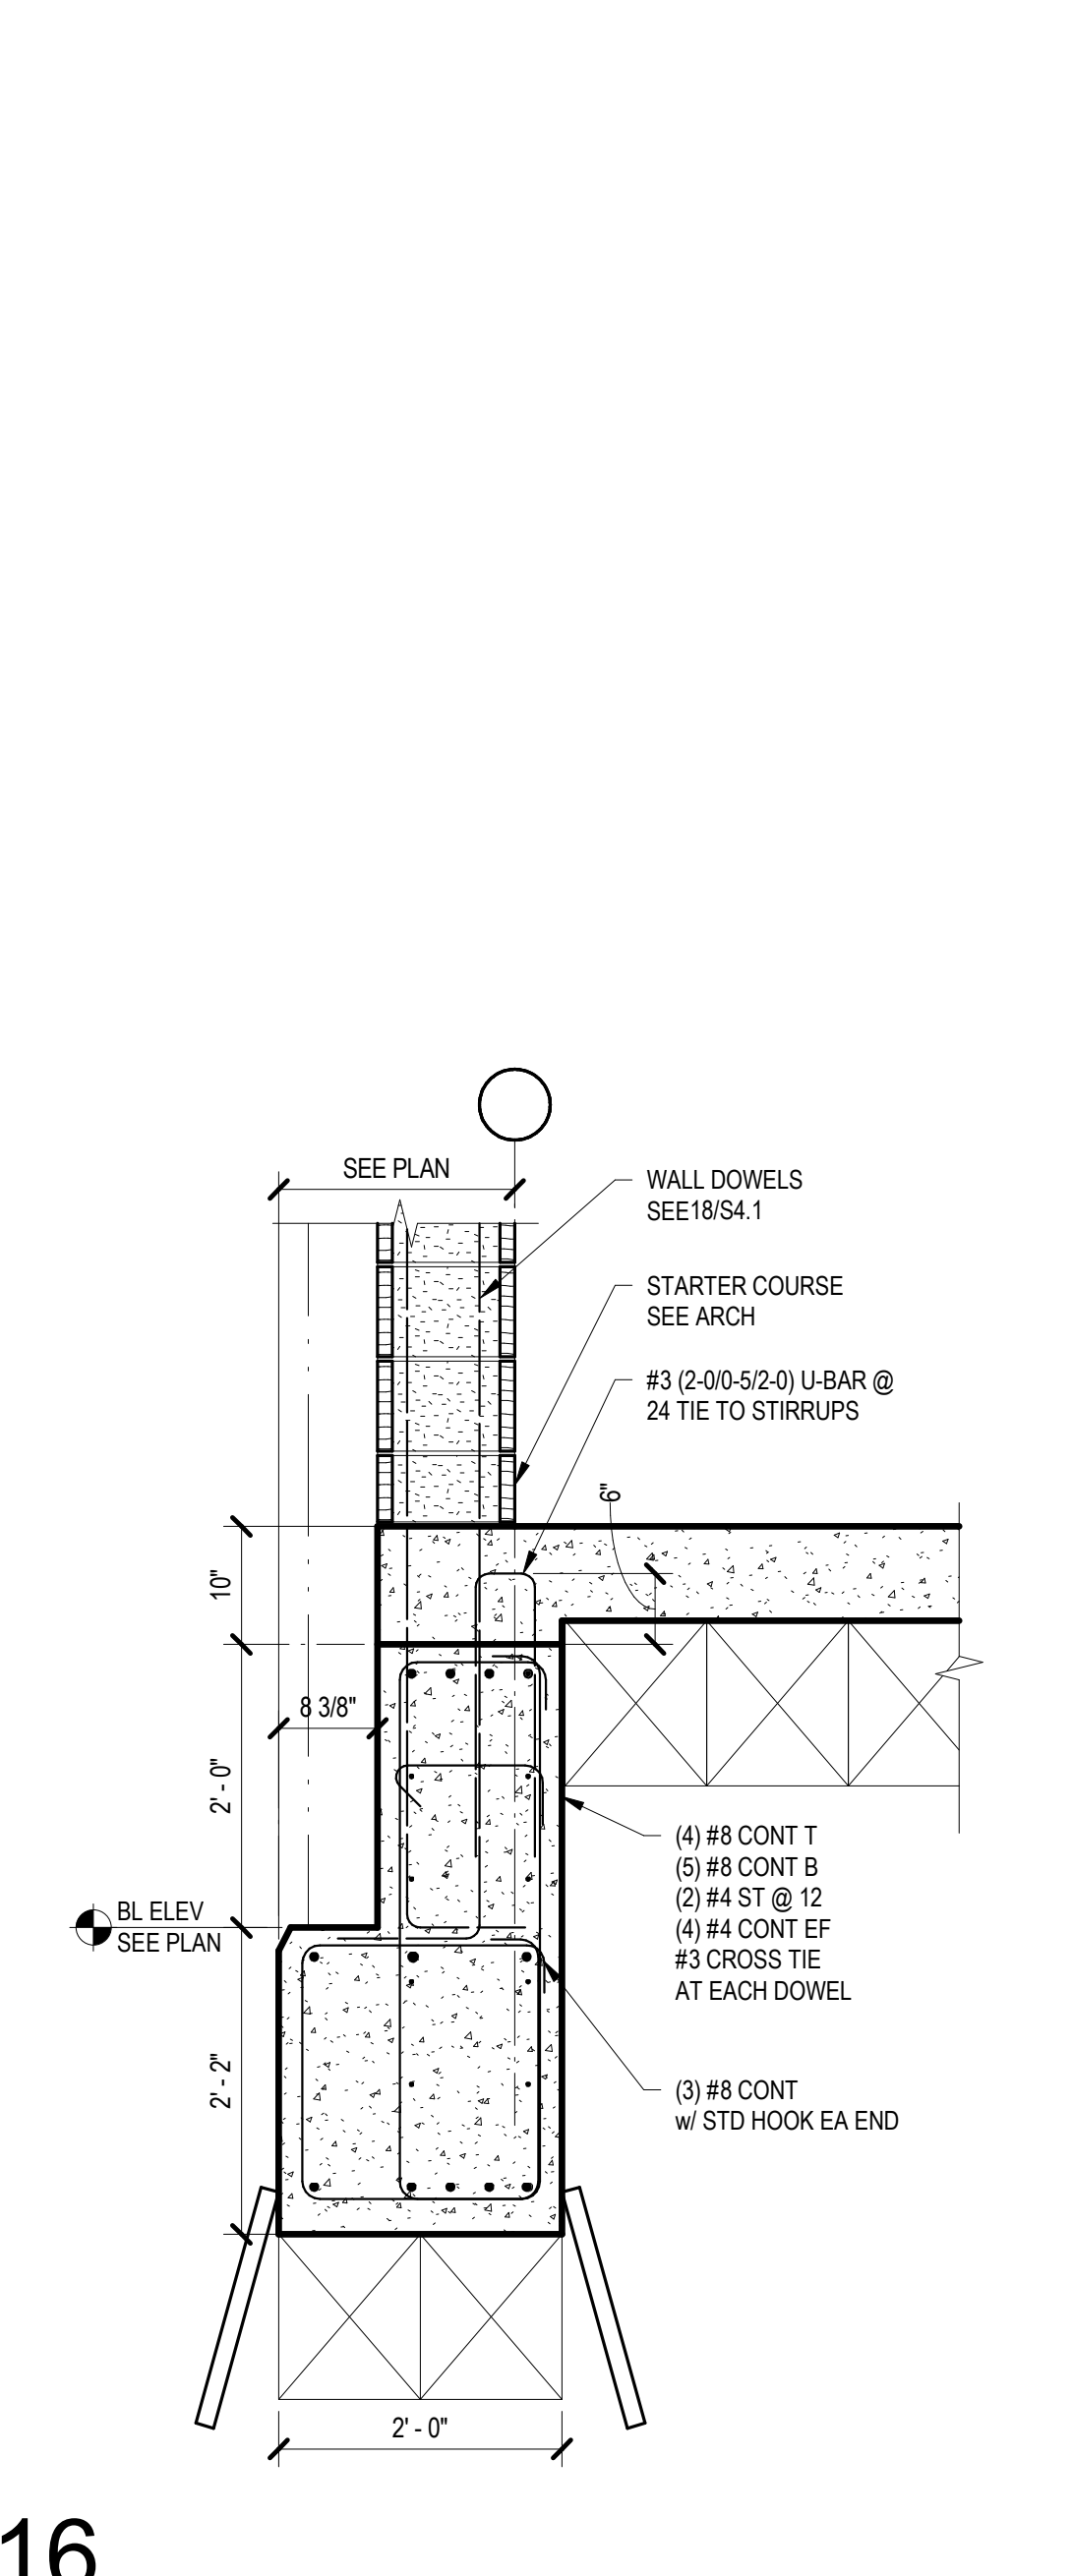 SEE PLAN
WALL DOWELS
SEE18/S4.1
STARTER COURSE
SEE ARCH
#3 (2-0/0-5/2-0) U-BAR @
24 TIE TO STIRRUPS
6"
10"
8 3/8"
2' - 0"
(4) #8 CONT T
(5) #8 CONT B
(2) #4 ST @ 12
(4) #4 CONT EF
#3 CROSS TIE
AT EACH DOWEL
BL ELEV
SEE PLAN
2' - 2"
(3) #8 CONT
w/ STD HOOK EA END
2' - 0"
16